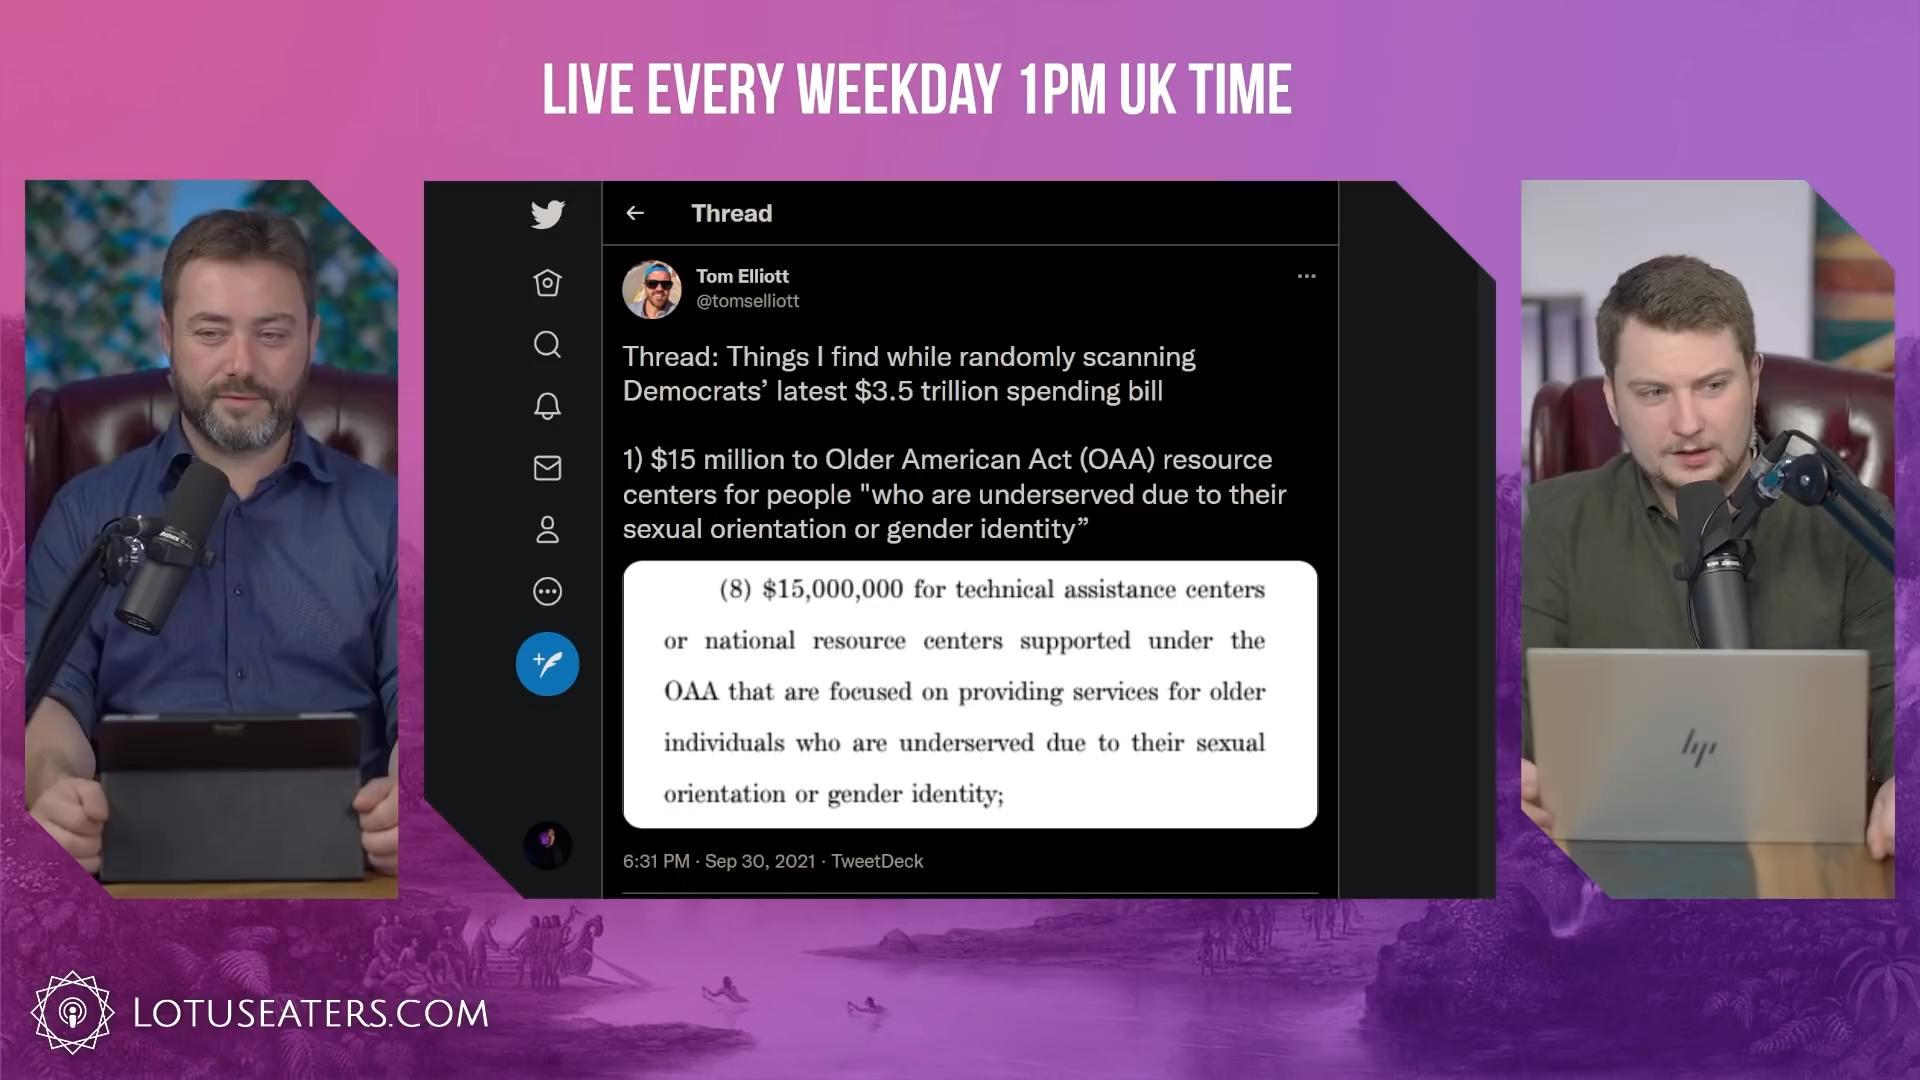 LIVE EVERY WEEKDAY 1PM UK TIME
Thread
Tom Elliott
@tomselliott
Thread: Things I find while randomly scanning
Democrats’ latest $3.5 trillion spending bill
1) $15 million to Older American Act (OAA) resource
centers for people "who are underserved due to their
sexual orientation or gender identity”
(8) $15,000,000 for technical assistance centers
or national resource centers supported under the
OAA that are focused on providing services for older
individuals who are underserved due to their sexual
orientation or gender identity;
6:31 PM · Sep 30, 2021 · TweetDeck
hp
LOTUSEATERS.COM